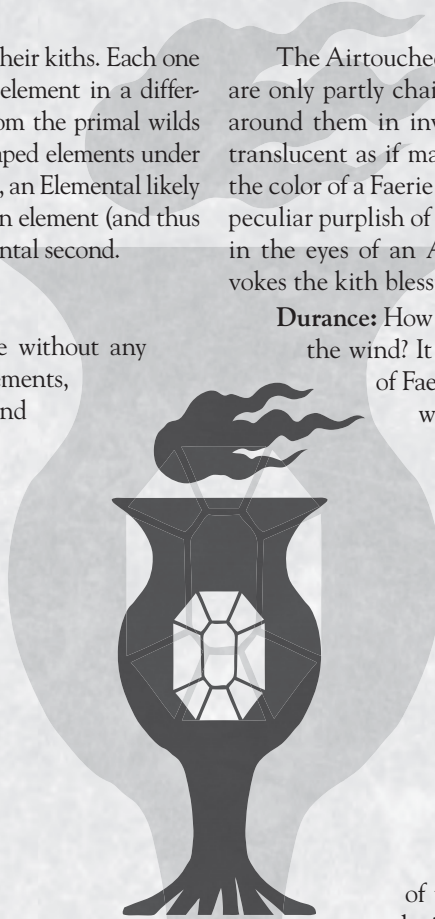 heir kiths. Each one
element in a differ-
om the primal wilds
aped elements under
, an Elemental likely
n element (and thus
ntal second.
e without any
ements,
nd
The Airtouched
are only partly chai
around them in inv
translucent as if ma
the color of a Faerie
peculiar purplish of
in the eyes of an A
vokes the kith bless
Durance: How
the wind? It
of Fae
w
of